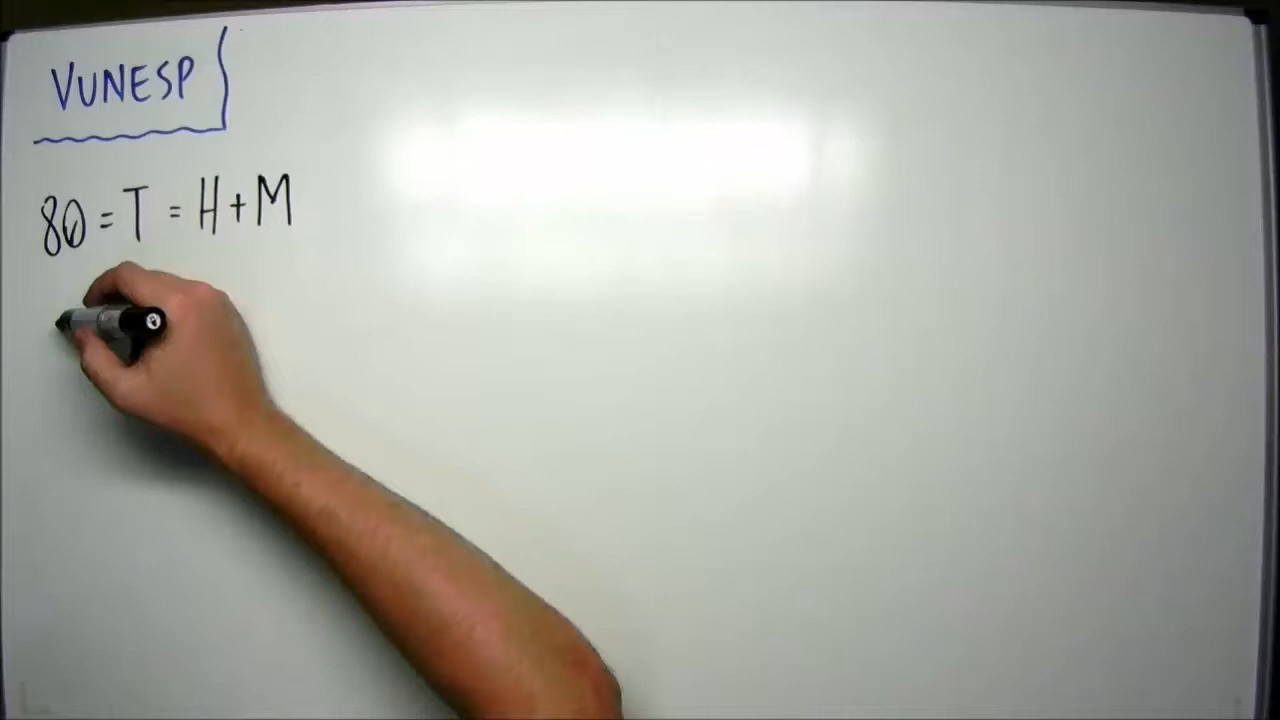 VUNESP
80 = T = H + M